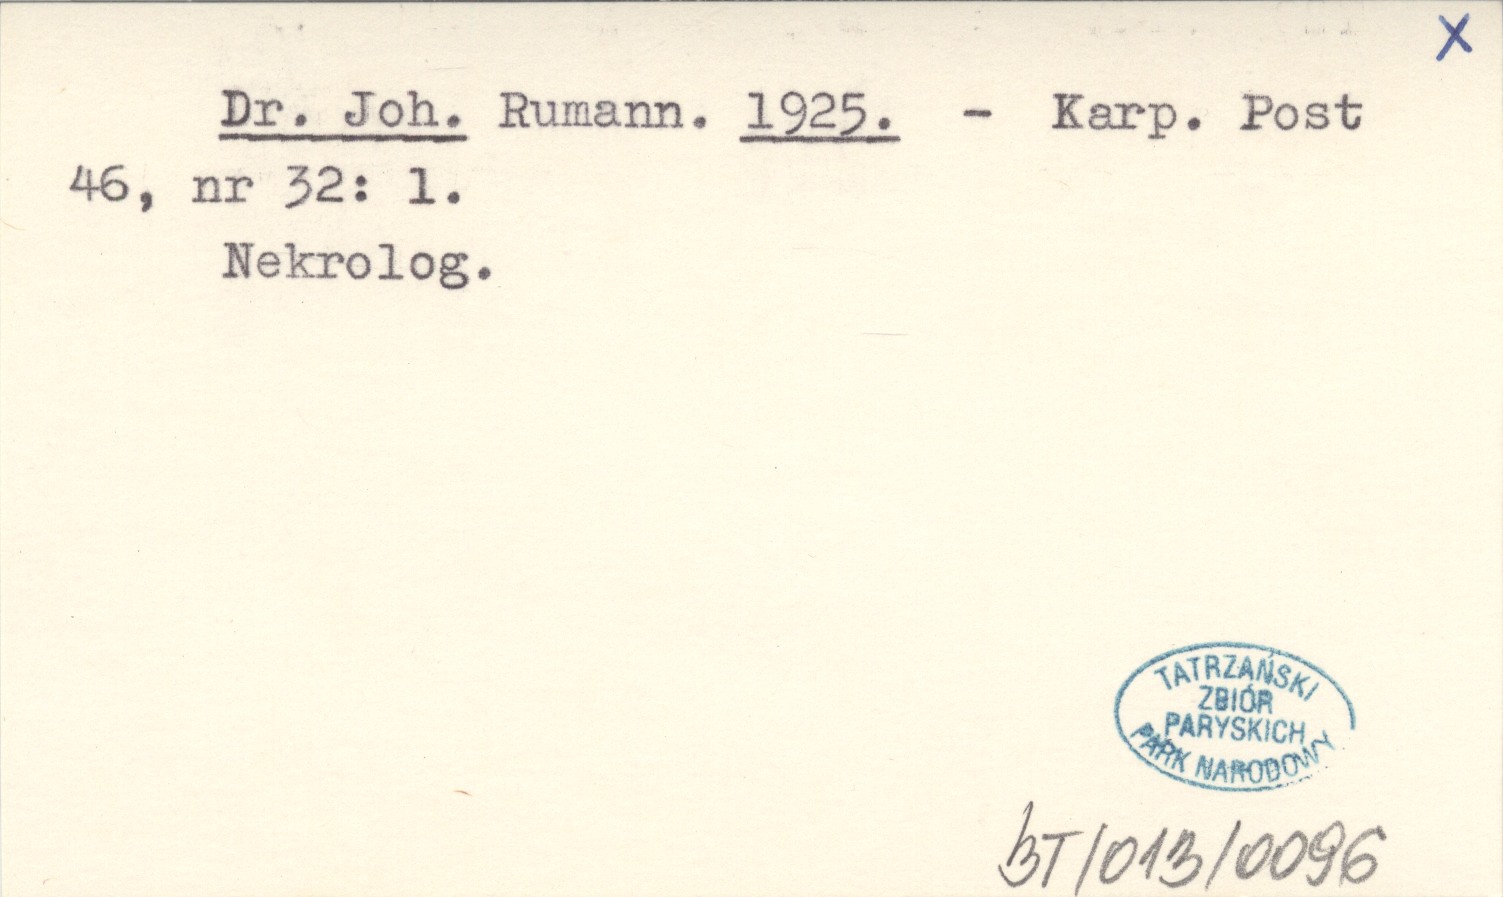 X
Dr. Joh. Rumann. 1925. - Karp. Post
46, nr 32: 1.
Nekrolog.
TATRZAŃSKI
ZBIÓR
PARYSKICH
PARK NARODOWY
BT/013/0096